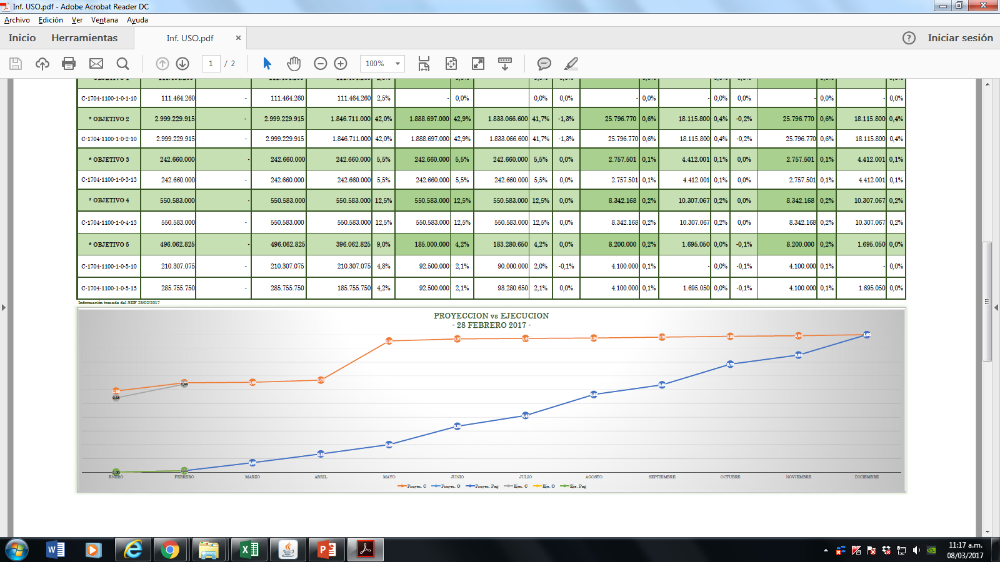 Inf. USO.pdf - Adobe Acrobat Reader DC
Archivo Edición Ver Ventana Ayuda
Inicio Herramientas Inf. USO.pdf × ? Iniciar sesión
1 / 2 100%
C-1704-1100-1-0-1-10 111.464.260 - 111.464.260 111.464.260 2,5% - 0,0% 0,0% 0,0% - 0,0% - 0,0% 0,0% - 0,0% - 0,0%
* OBJETIVO 2 2.999.229.915 - 2.999.229.915 1.846.711.000 42,0% 1.888.697.000 42,9% 1.833.066.600 41,7% -1,3% 25.796.770 0,6% 18.115.800 0,4% -0,2% 25.796.770 0,6% 18.115.800 0,4%
C-1704-1100-1-0-2-10 2.999.229.915 - 2.999.229.915 1.846.711.000 42,0% 1.888.697.000 42,9% 1.833.066.600 41,7% -1,3% 25.796.770 0,6% 18.115.800 0,4% -0,2% 25.796.770 0,6% 18.115.800 0,4%
* OBJETIVO 3 242.660.000 - 242.660.000 242.660.000 5,5% 242.660.000 5,5% 242.660.000 5,5% 0,0% 2.757.501 0,1% 4.412.001 0,1% 0,0% 2.757.501 0,1% 4.412.001 0,1%
C-1704-1100-1-0-3-13 242.660.000 - 242.660.000 242.660.000 5,5% 242.660.000 5,5% 242.660.000 5,5% 0,0% 2.757.501 0,1% 4.412.001 0,1% 0,0% 2.757.501 0,1% 4.412.001 0,1%
* OBJETIVO 4 550.583.000 - 550.583.000 550.583.000 12,5% 550.583.000 12,5% 550.583.000 12,5% 0,0% 8.342.168 0,2% 10.307.067 0,2% 0,0% 8.342.168 0,2% 10.307.067 0,2%
C-1704-1100-1-0-4-13 550.583.000 - 550.583.000 550.583.000 12,5% 550.583.000 12,5% 550.583.000 12,5% 0,0% 8.342.168 0,2% 10.307.067 0,2% 0,0% 8.342.168 0,2% 10.307.067 0,2%
* OBJETIVO 5 496.062.825 - 496.062.825 396.062.825 9,0% 185.000.000 4,2% 183.280.650 4,2% 0,0% 8.200.000 0,2% 1.695.050 0,0% -0,1% 8.200.000 0,2% 1.695.050 0,0%
C-1704-1100-1-0-5-10 210.307.075 - 210.307.075 210.307.075 4,8% 92.500.000 2,1% 90.000.000 2,0% -0,1% 4.100.000 0,1% - 0,0% -0,1% 4.100.000 0,1% - 0,0%
C-1704-1100-1-0-5-13 285.755.750 - 285.755.750 185.755.750 4,2% 92.500.000 2,1% 93.280.650 2,1% 0,0% 4.100.000 0,1% 1.695.050 0,0% -0,1% 4.100.000 0,1% 1.695.050 0,0%
Información tomada del SIIF 28/02/2017
PROYECCION vs EJECUCION
- 28 FEBRERO 2017 -
1,00
0,64
0,54
ENERO FEBRERO MARZO ABRIL MAYO JUNIO JULIO AGOSTO SEPTIEMBRE OCTUBRE NOVIEMBRE DICIEMBRE
Proyec. C Proyec. O Proyec. Pag Ejec. C Eje. O Eje. Pag
11:17 a.m.
08/03/2017